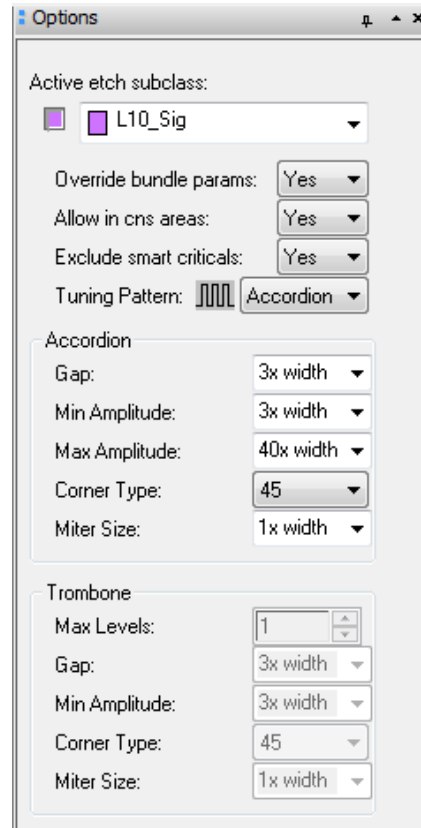 Options
Active etch subclass:
L10_Sig
Override bundle params: Yes
Allow in cns areas: Yes
Exclude smart criticals: Yes
Tuning Pattern: Accordion
Accordion
Gap: 3x width
Min Amplitude: 3x width
Max Amplitude: 40x width
Corner Type: 45
Miter Size: 1x width
Trombone
Max Levels: 1
Gap: 3x width
Min Amplitude: 3x width
Corner Type: 45
Miter Size: 1x width